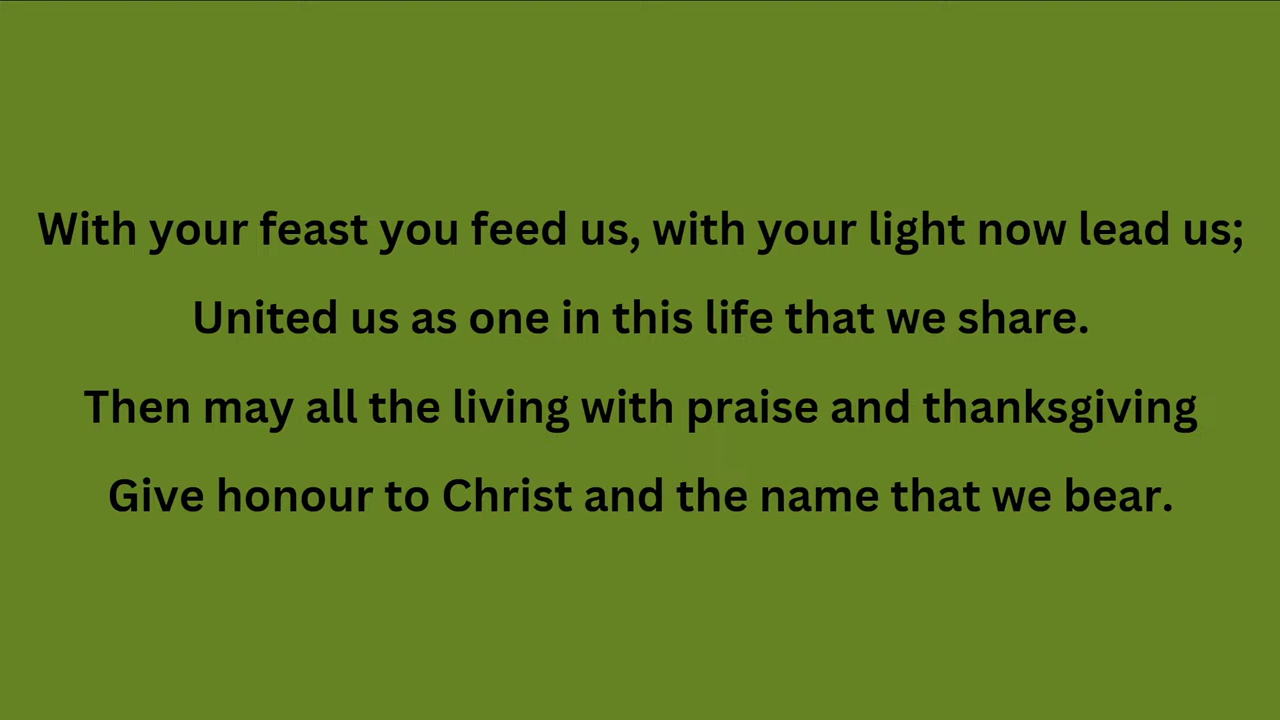 With your feast you feed us, with your light now lead us;
United us as one in this life that we share.
Then may all the living with praise and thanksgiving
Give honour to Christ and the name that we bear.